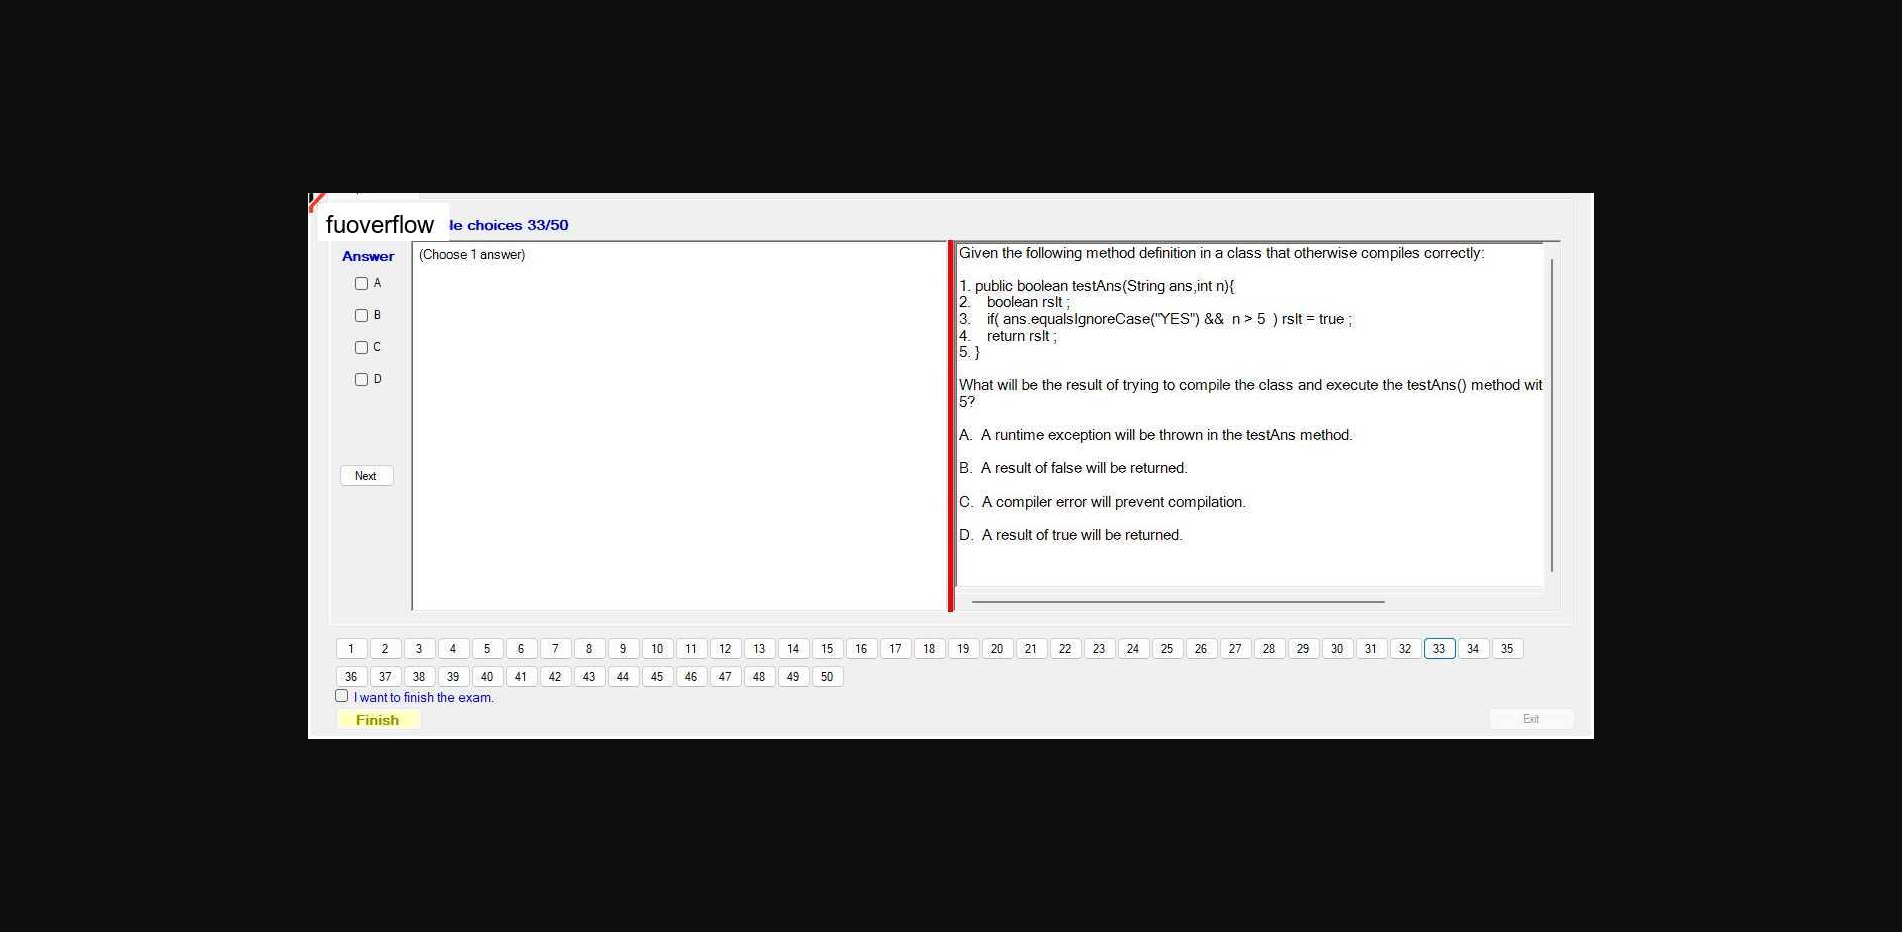 fuoverflow le choices 33/50
Answer
(Choose 1 answer)
A
B
C
D
Next
Given the following method definition in a class that otherwise compiles correctly:
1. public boolean testAns(String ans,int n){
2. boolean rslt ;
3. if( ans.equalsIgnoreCase("YES") && n > 5 ) rslt = true ;
4. return rslt ;
5. }
What will be the result of trying to compile the class and execute the testAns() method wit
5?
A. A runtime exception will be thrown in the testAns method.
B. A result of false will be returned.
C. A compiler error will prevent compilation.
D. A result of true will be returned.
1 2 3 4 5 6 7 8 9 10 11 12 13 14 15 16 17 18 19 20 21 22 23 24 25 26 27 28 29 30 31 32 33 34 35
36 37 38 39 40 41 42 43 44 45 46 47 48 49 50
I want to finish the exam.
Finish
Exit